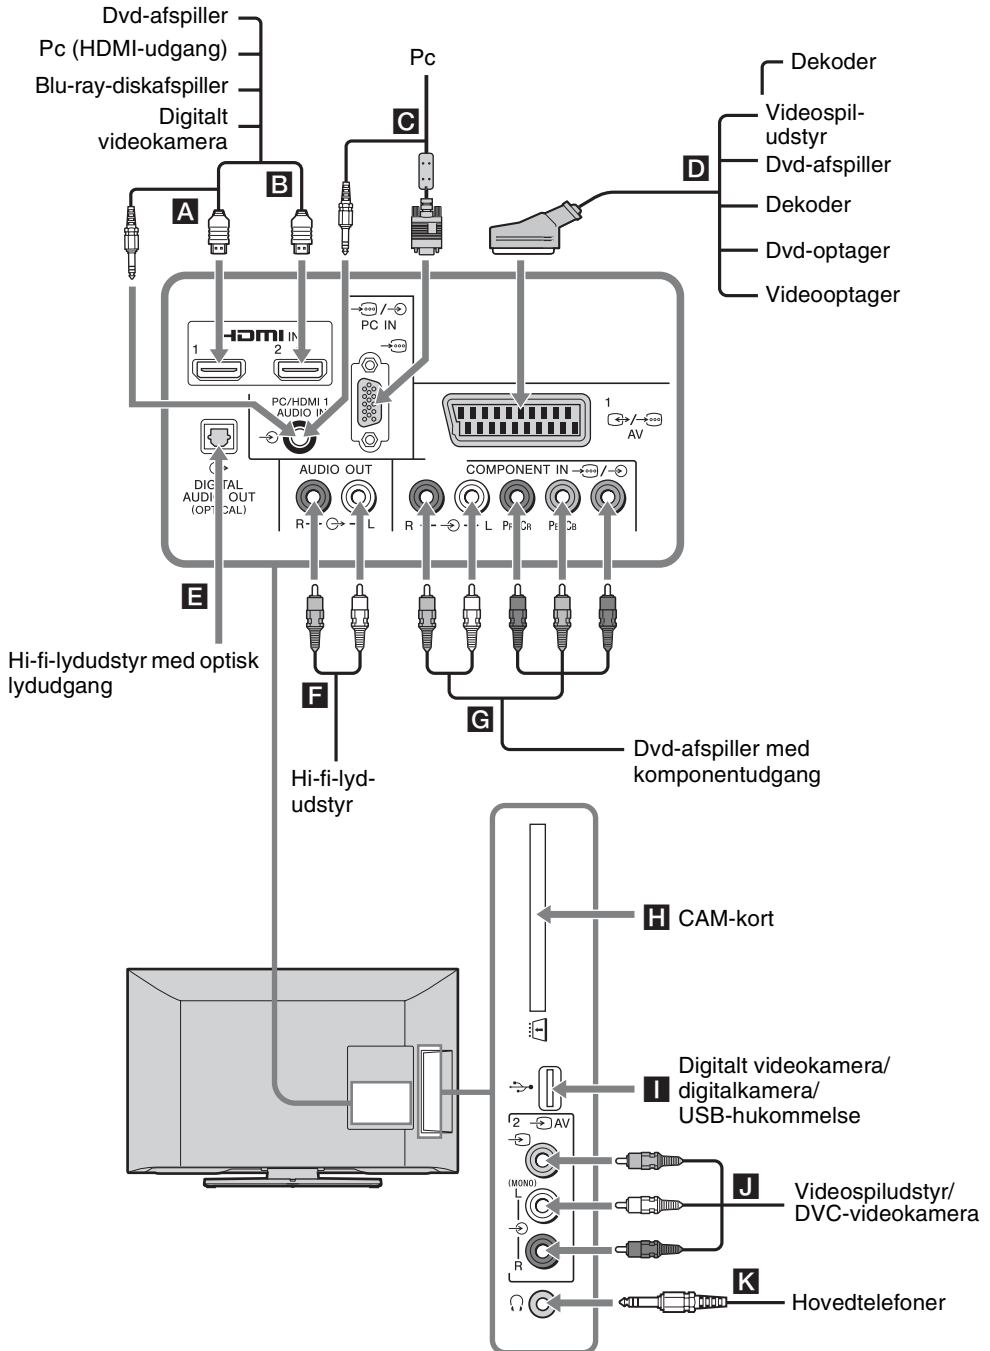 Dvd-afspiller
Pc (HDMI-udgang)
Blu-ray-diskafspiller
Digitalt
videokamera
Pc
Dekoder
Videospil-
udstyr
Dvd-afspiller
Dekoder
Dvd-optager
Videooptager
A
B
C
D
HDMI IN
1
2
PC IN
PC/HDMI 1
AUDIO IN
1
AV
DIGITAL
AUDIO OUT
(OPTICAL)
AUDIO OUT
R
L
COMPONENT IN
R
L
PR/CR
PB/CB
E
Hi-fi-lydudstyr med optisk
lydudgang
F
Hi-fi-lyd-
udstyr
G
Dvd-afspiller med
komponentudgang
H CAM-kort
I
Digitalt videokamera/
digitalkamera/
USB-hukommelse
2
AV
(MONO)
L
R
J
Videospiludstyr/
DVC-videokamera
K
Hovedtelefoner